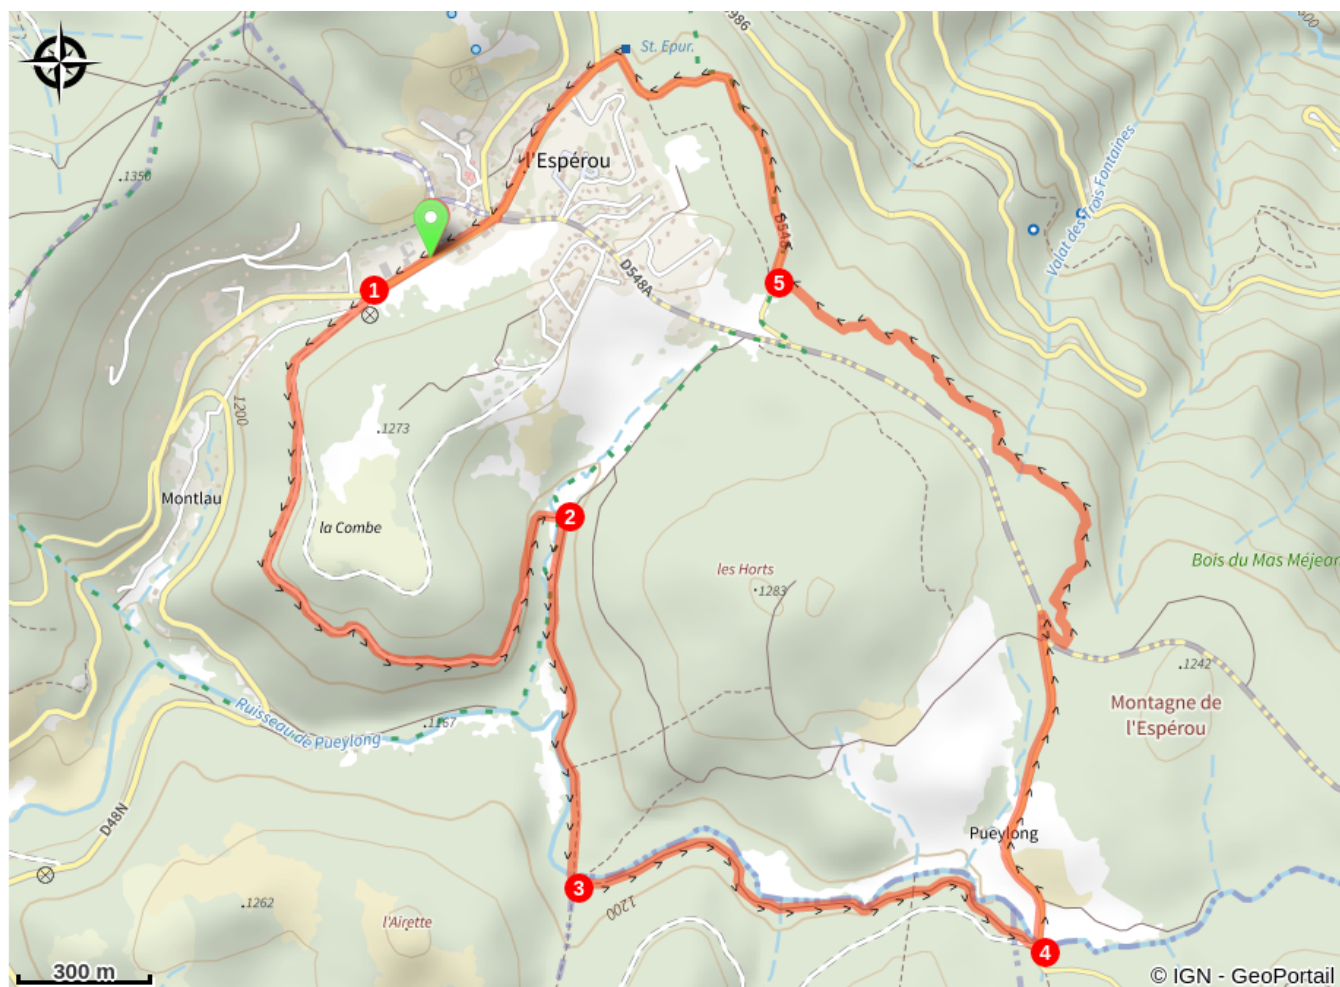 986
St. Epur.
1350
l'Espérou
Valat des Trois Fontaines
D548
D548A
1
5
1200
1273
Montlau
la Combe
2
les Horts
1283
Bois du Mas Méjean
1242
Montagne de
l'Espérou
Ruisseau de Pueylong
1167
D48N
Pueylong
3
1200
1262
l'Airette
4
300 m
© IGN - GeoPortail